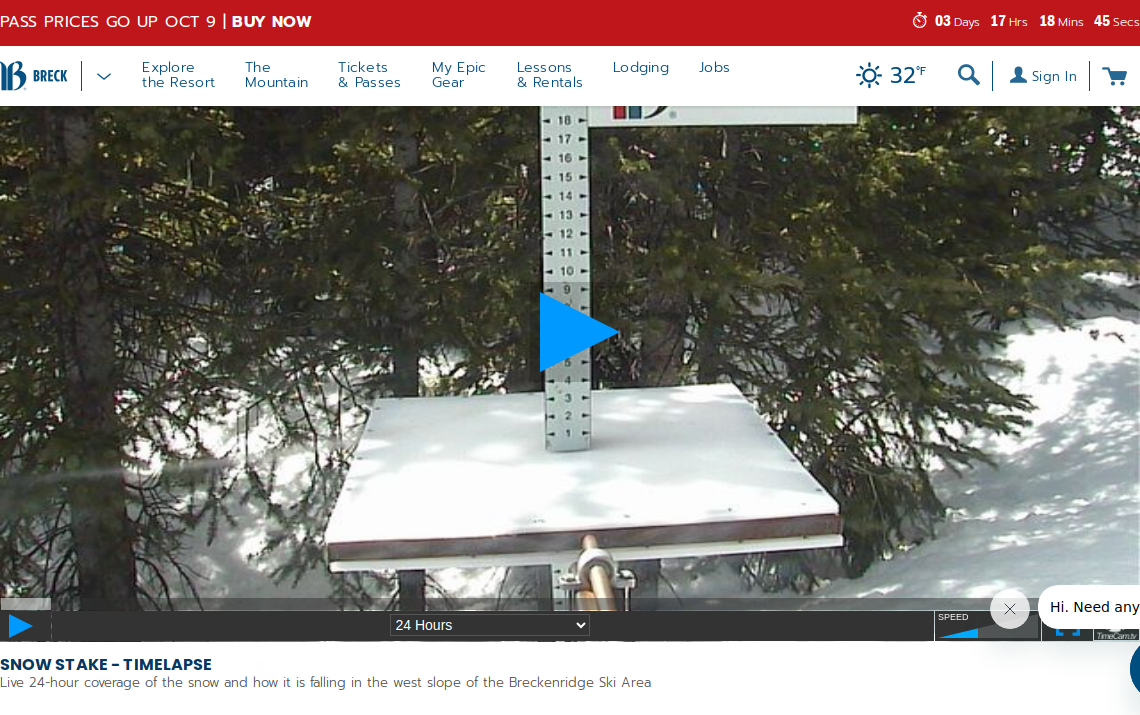 PASS PRICES GO UP OCT 9 | BUY NOW
03 Days 17 Hrs 18 Mins 45 Secs
BRECK
Explore
the Resort
The
Mountain
Tickets
& Passes
My Epic
Gear
Lessons
& Rentals
Lodging
Jobs
32°F
Sign In
18
17
16
15
14
13
12
11
10
9
5
4
3
2
1
24 Hours
SPEED
Hi. Need any
TimeCam.tv
SNOW STAKE - TIMELAPSE
Live 24-hour coverage of the snow and how it is falling in the west slope of the Breckenridge Ski Area